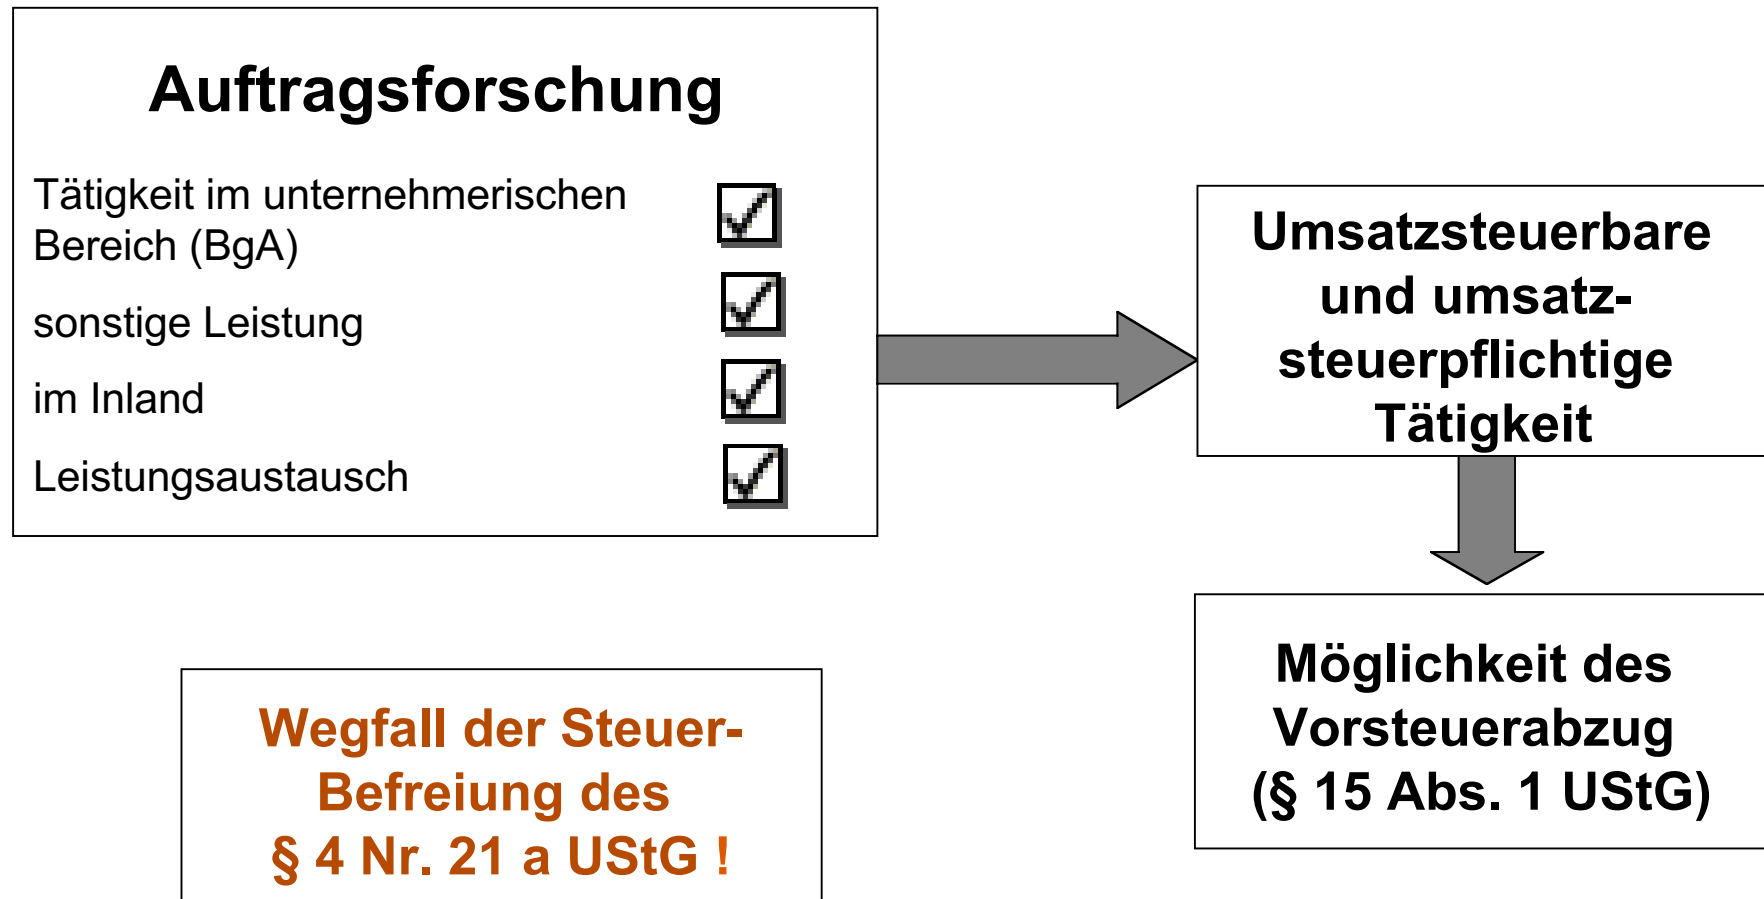 Auftragsforschung
Tätigkeit im unternehmerischen
Bereich (BgA)
sonstige Leistung
im Inland
Leistungsaustausch
Umsatzsteuerbare
und umsatz-
steuerpflichtige
Tätigkeit
Möglichkeit des
Vorsteuerabzug
(§ 15 Abs. 1 UStG)
Wegfall der Steuer-
Befreiung des
§ 4 Nr. 21 a UStG !